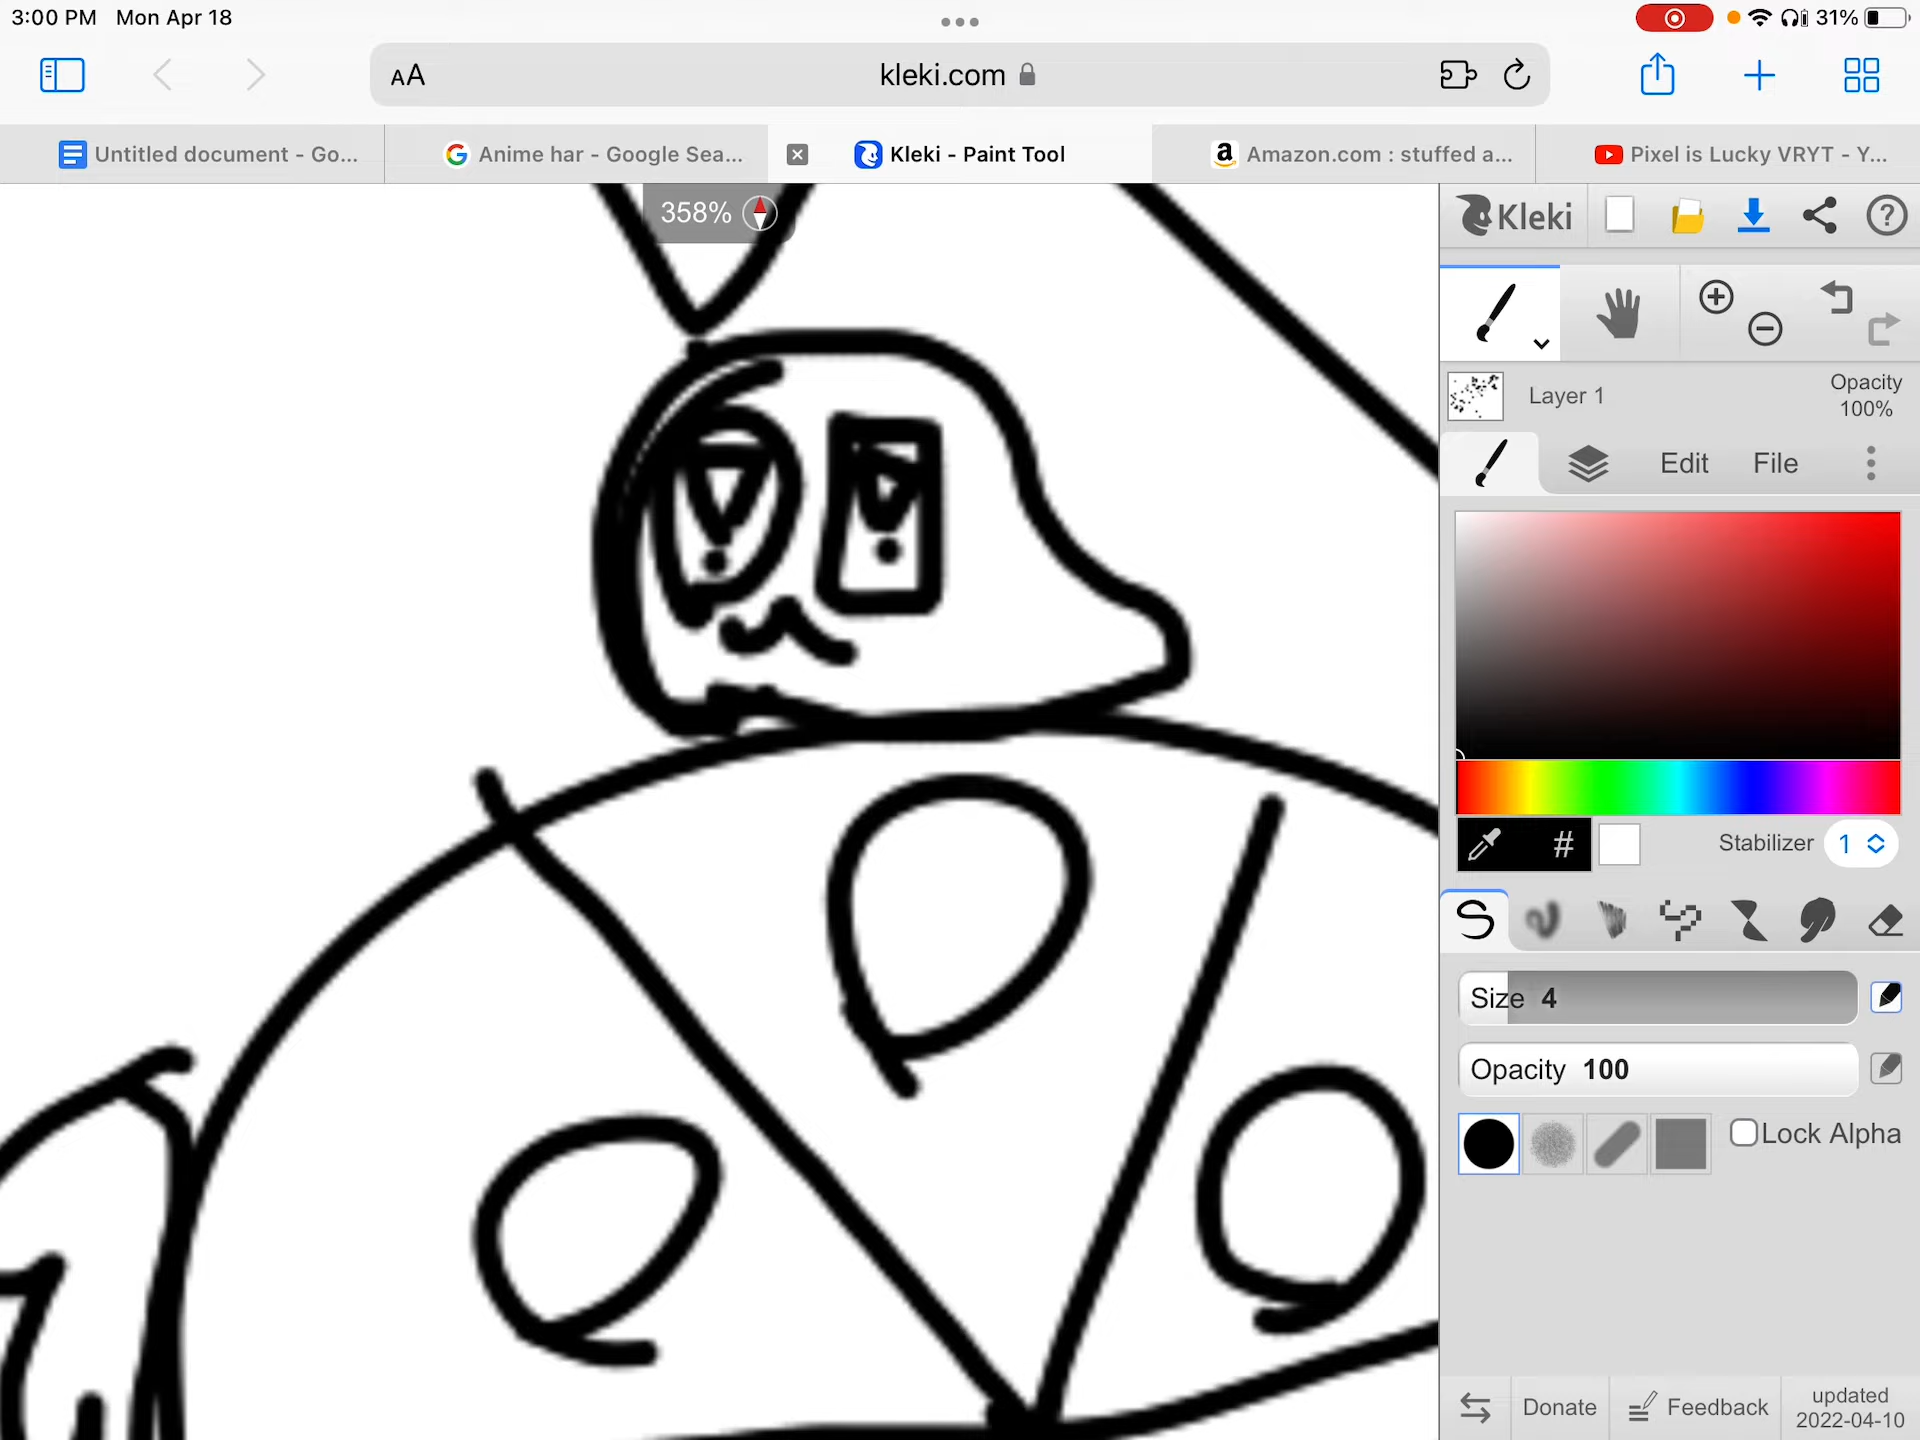 3:00 PM Mon Apr 18
31%
AA
kleki.com
Untitled document - Go...
Anime har - Google Sea...
Kleki - Paint Tool
Amazon.com : stuffed a...
Pixel is Lucky VRYT - Y...
358%
Kleki
Layer 1
Opacity
100%
Edit
File
#
Stabilizer 1
Size 4
Opacity 100
Lock Alpha
Donate
Feedback
updated
2022-04-10